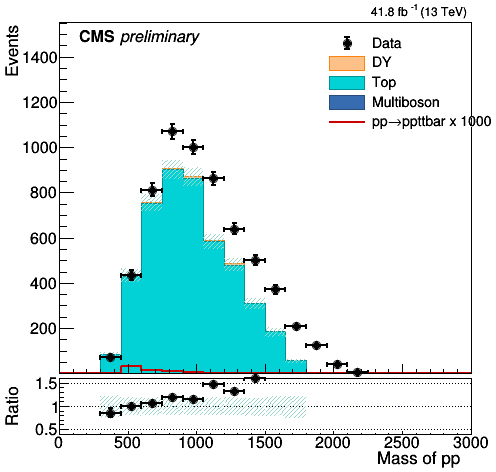 41.8 fb⁻¹ (13 TeV)
CMS preliminary
Events
1400
1200
1000
800
600
400
200
Data
DY
Top
Multiboson
pp→ppttbar x 1000
Ratio
1.5
1
0.5
0 500 1000 1500 2000 2500 3000
Mass of pp